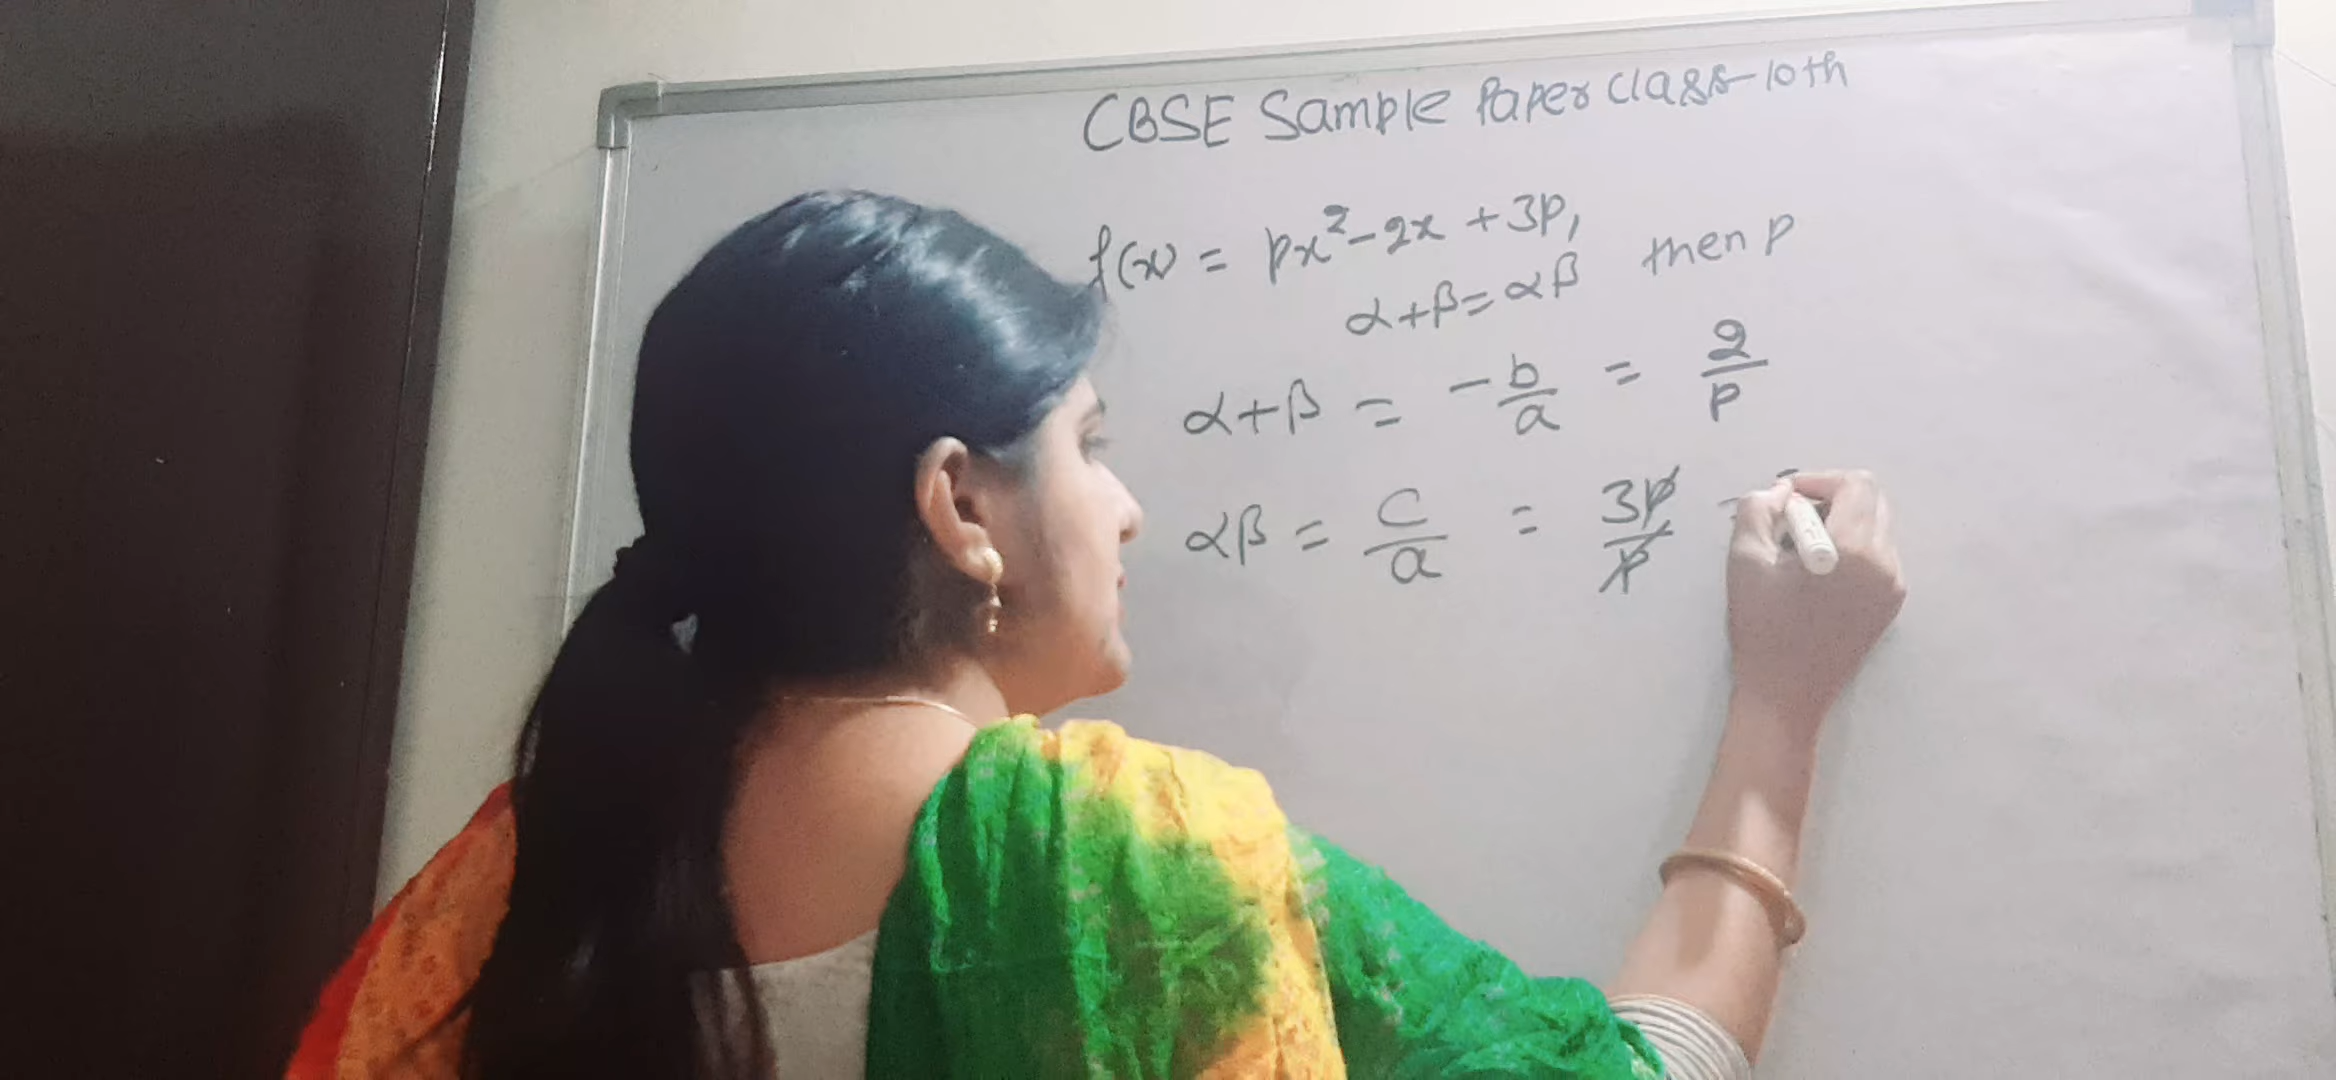 CBSE Sample Paper class-10th
f(x) = px²-2x+3p,
α+β=αβ then p
α+β = -b/a = 2/p
αβ = c/a = 3p/p =